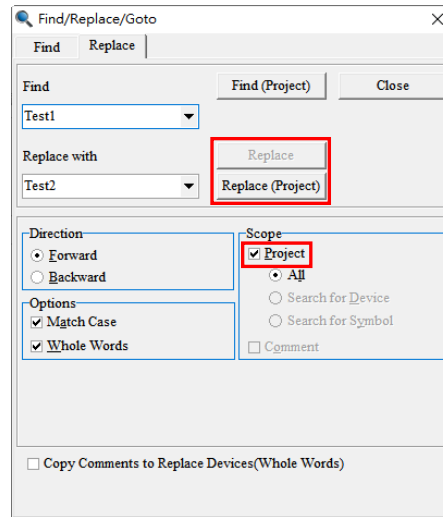 Find/Replace/Goto
Find Replace
Find Find (Project) Close
Test1
Replace with Replace
Test2 Replace (Project)
Direction Scope
Forward Project
Backward All
Options Search for Device
Match Case Search for Symbol
Whole Words Comment
Copy Comments to Replace Devices(Whole Words)